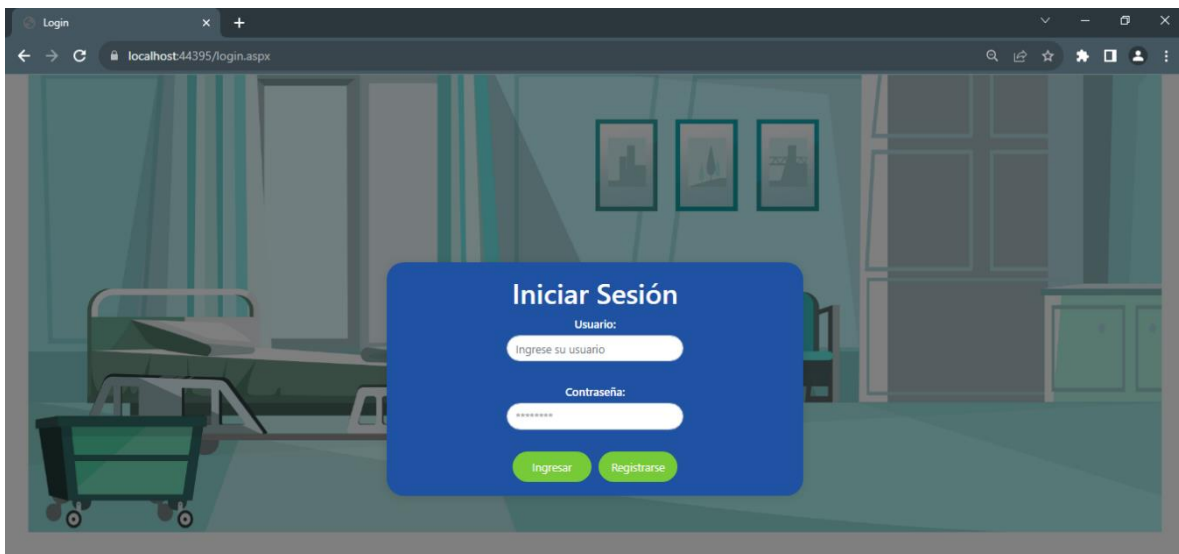 Login
localhost:44395/login.aspx
Iniciar Sesión
Usuario:
Ingrese su usuario
Contraseña:
********
Ingresar Registrarse